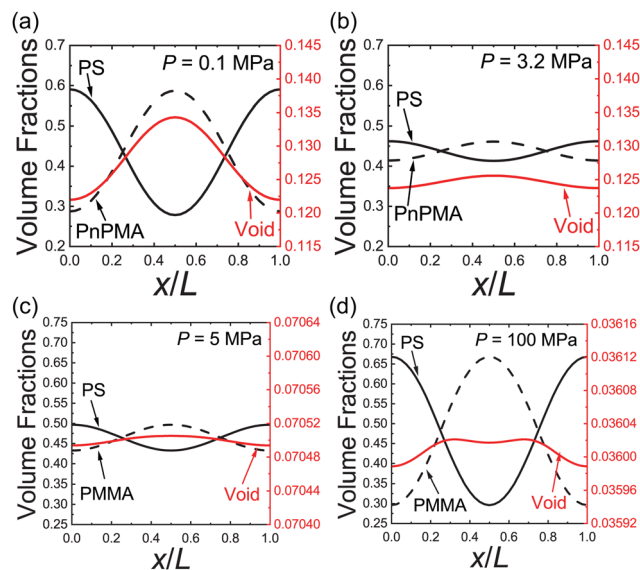 (a)
P = 0.1 MPa
PS
PnPMA
Void
Volume Fractions
0.7
0.6
0.5
0.4
0.3
0.2
0.145
0.140
0.135
0.130
0.125
0.120
0.115
0.0 0.2 0.4 0.6 0.8 1.0
x/L
(b)
P = 3.2 MPa
PS
PnPMA
Void
Volume Fractions
0.7
0.6
0.5
0.4
0.3
0.2
0.145
0.140
0.135
0.130
0.125
0.120
0.115
0.0 0.2 0.4 0.6 0.8 1.0
x/L
(c)
P = 5 MPa
PS
PMMA
Void
Volume Fractions
0.75
0.70
0.65
0.60
0.55
0.50
0.45
0.40
0.35
0.30
0.25
0.07064
0.07060
0.07056
0.07052
0.07048
0.07044
0.07040
0.0 0.2 0.4 0.6 0.8 1.0
x/L
(d)
P = 100 MPa
PS
PMMA
Void
Volume Fractions
0.75
0.70
0.65
0.60
0.55
0.50
0.45
0.40
0.35
0.30
0.25
0.03616
0.03612
0.03608
0.03604
0.03600
0.03596
0.03592
0.0 0.2 0.4 0.6 0.8 1.0
x/L